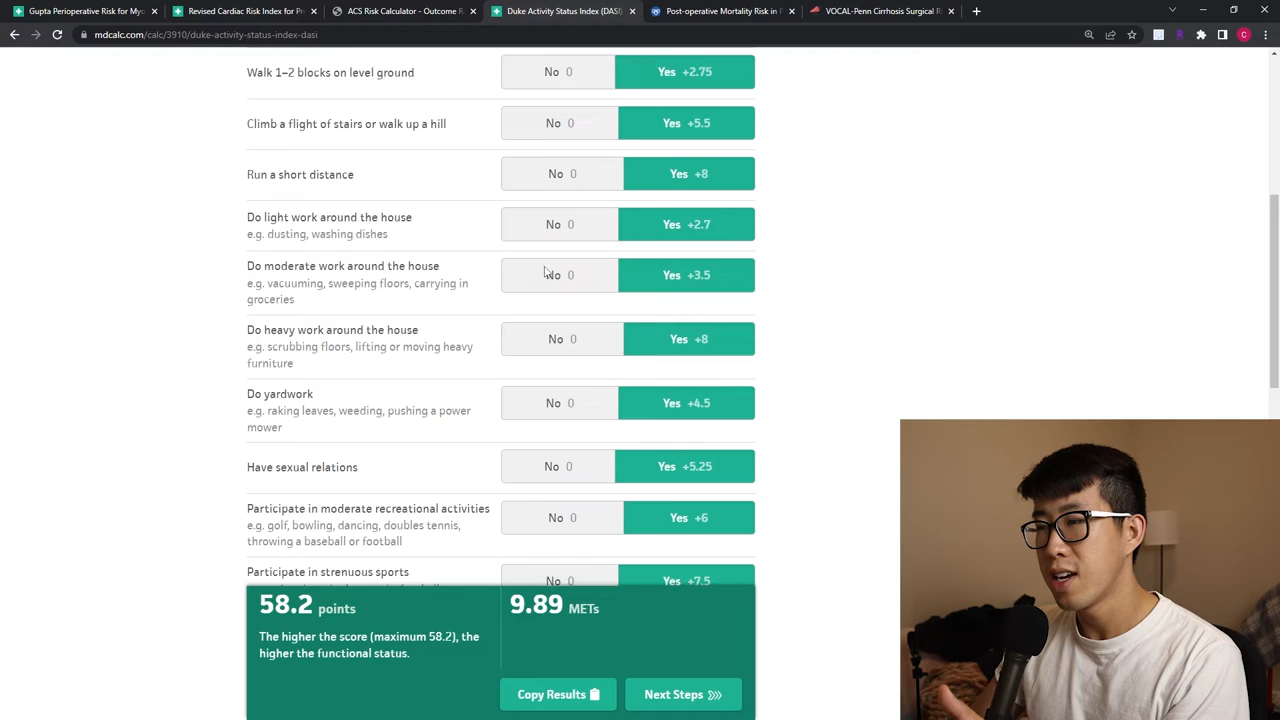 Gupta Perioperative Risk for Myo
Revised Cardiac Risk Index for Pr
ACS Risk Calculator - Outcome R
Duke Activity Status Index (DASI)
Post-operative Mortality Risk in P
VOCAL-Penn Cirrhosis Surgical R
mdcalc.com/calc/3910/duke-activity-status-index-dasi
C
Walk 1–2 blocks on level ground
No 0
Yes +2.75
Climb a flight of stairs or walk up a hill
No 0
Yes +5.5
Run a short distance
No 0
Yes +8
Do light work around the house
e.g. dusting, washing dishes
No 0
Yes +2.7
Do moderate work around the house
e.g. vacuuming, sweeping floors, carrying in
groceries
No 0
Yes +3.5
Do heavy work around the house
e.g. scrubbing floors, lifting or moving heavy
furniture
No 0
Yes +8
Do yardwork
e.g. raking leaves, weeding, pushing a power
mower
No 0
Yes +4.5
Have sexual relations
No 0
Yes +5.25
Participate in moderate recreational activities
e.g. golf, bowling, dancing, doubles tennis,
throwing a baseball or football
No 0
Yes +6
Participate in strenuous sports
No 0
Yes +7.5
58.2 points
The higher the score (maximum 58.2), the
higher the functional status.
9.89 METs
Copy Results
Next Steps